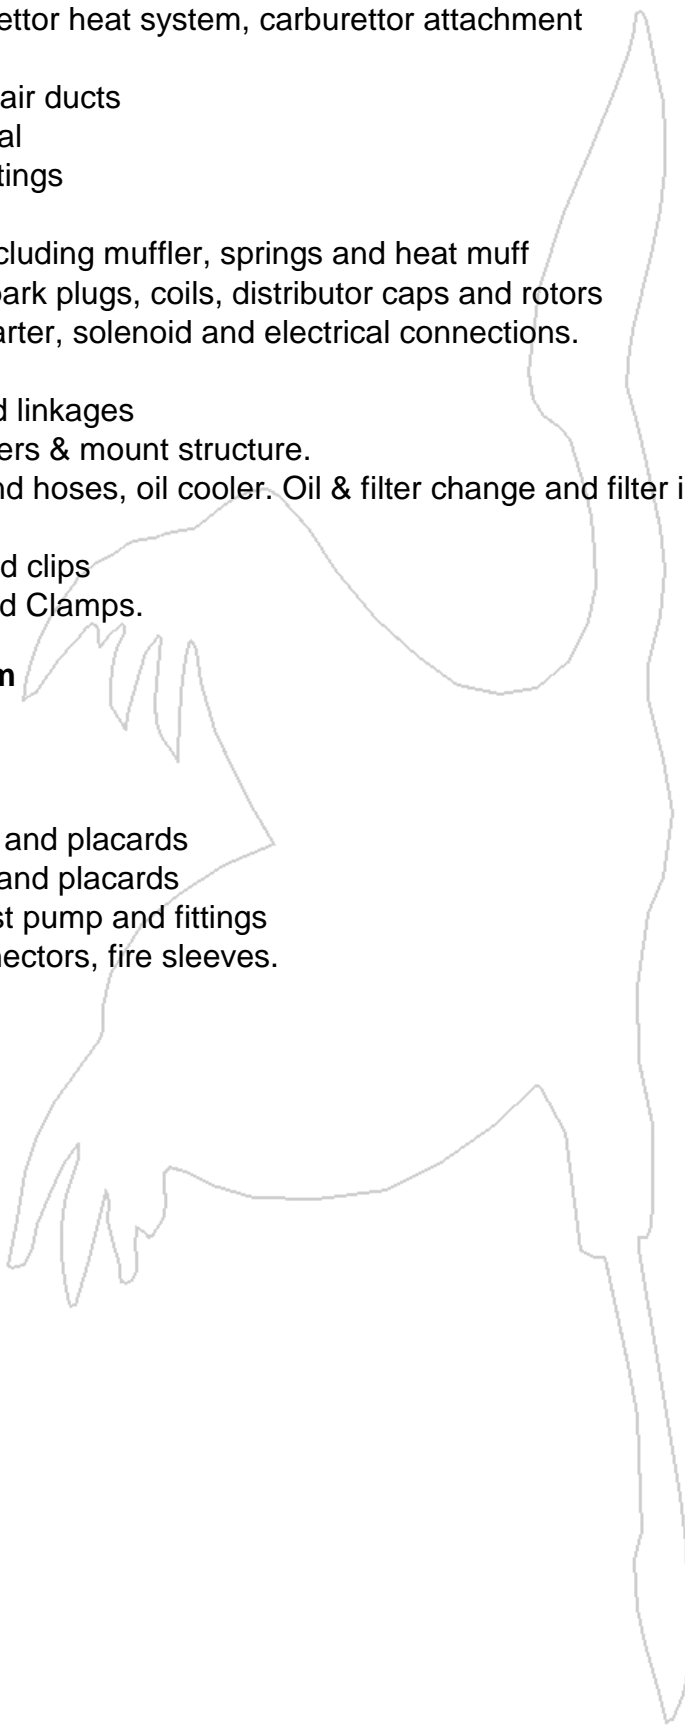 ettor heat system, carburettor attachment
air ducts
al
tings
cluding muffler, springs and heat muff
park plugs, coils, distributor caps and rotors
arter, solenoid and electrical connections.
d linkages
ers & mount structure.
nd hoses, oil cooler. Oil & filter change and filter i
d clips
d Clamps.
m
and placards
and placards
st pump and fittings
nectors, fire sleeves.